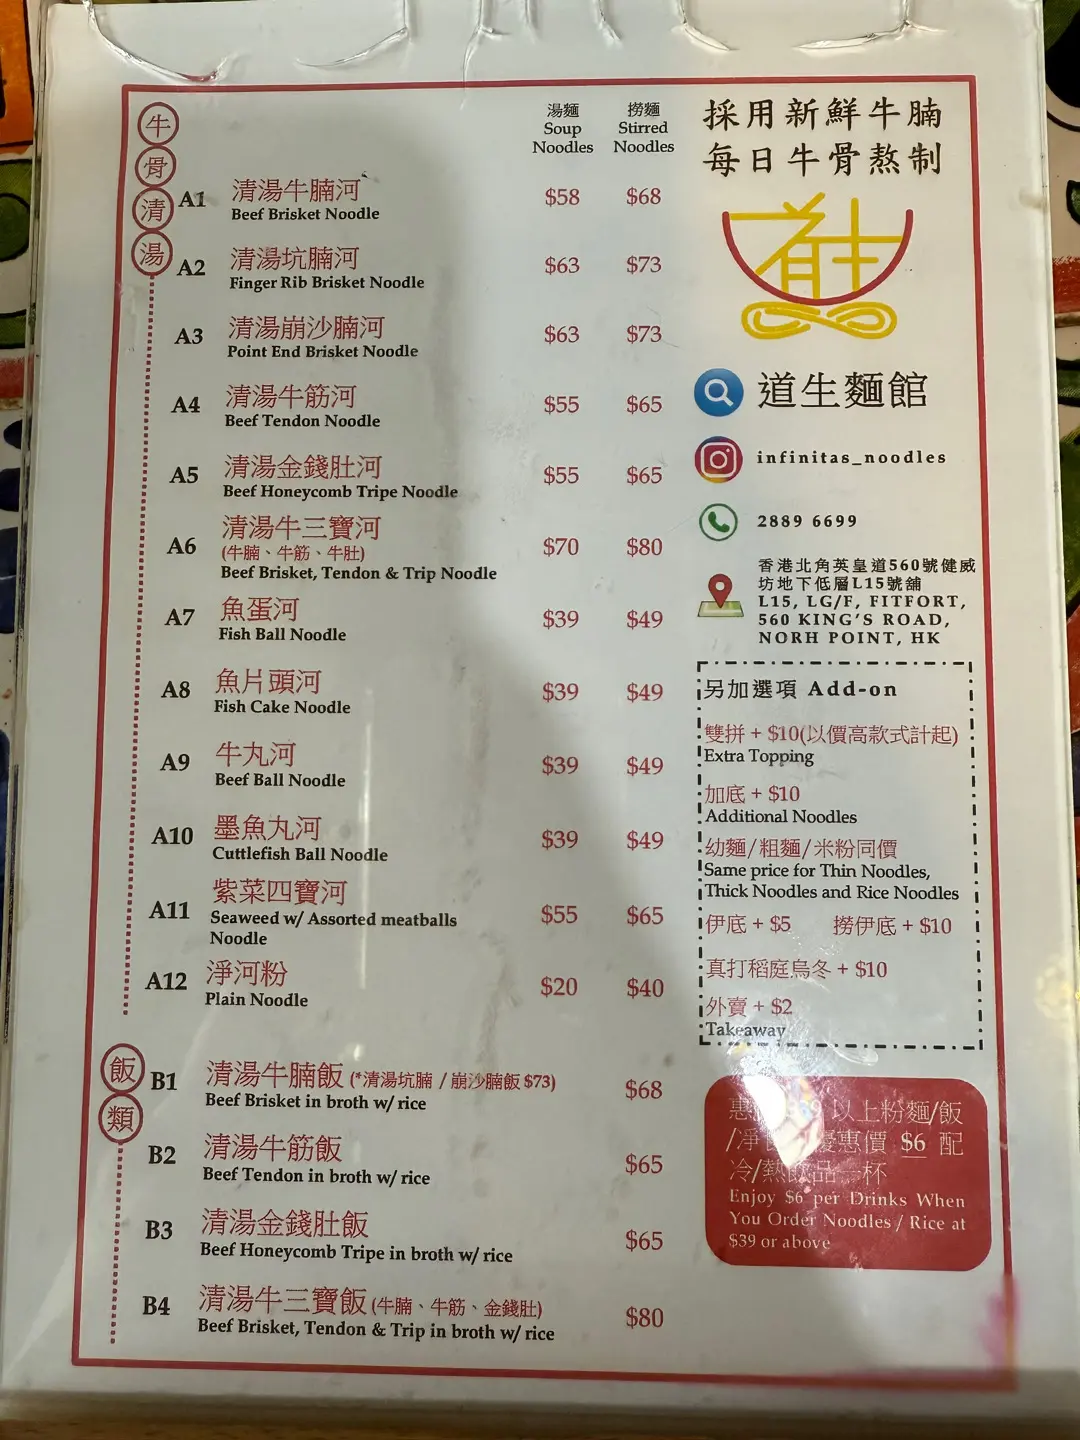 牛骨清湯
湯麵
Soup
Noodles
撈麵
Stirred
Noodles
A1 清湯牛腩河 $58 $68
Beef Brisket Noodle
A2 清湯坑腩河 $63 $73
Finger Rib Brisket Noodle
A3 清湯崩沙腩河 $63 $73
Point End Brisket Noodle
A4 清湯牛筋河 $55 $65
Beef Tendon Noodle
A5 清湯金錢肚河 $55 $65
Beef Honeycomb Tripe Noodle
A6 清湯牛三寶河 $70 $80
(牛腩、牛筋、牛肚)
Beef Brisket, Tendon & Trip Noodle
A7 魚蛋河 $39 $49
Fish Ball Noodle
A8 魚片頭河 $39 $49
Fish Cake Noodle
A9 牛丸河 $39 $49
Beef Ball Noodle
A10 墨魚丸河 $39 $49
Cuttlefish Ball Noodle
A11 紫菜四寶河 $55 $65
Seaweed w/ Assorted meatballs
Noodle
A12 淨河粉 $20 $40
Plain Noodle
飯類
B1 清湯牛腩飯 (*清湯坑腩 / 崩沙腩飯 $73) $68
Beef Brisket in broth w/ rice
B2 清湯牛筋飯 $65
Beef Tendon in broth w/ rice
B3 清湯金錢肚飯 $65
Beef Honeycomb Tripe in broth w/ rice
B4 清湯牛三寶飯 (牛腩、牛筋、金錢肚) $80
Beef Brisket, Tendon & Trip in broth w/ rice
採用新鮮牛腩
每日牛骨熬制
道生麵館
infinitas_noodles
2889 6699
香港北角英皇道560號健威
坊地下低層L15號舖
L15, LG/F, FITFORT,
560 KING'S ROAD,
NORH POINT, HK
另加選項 Add-on
雙拼 + $10(以價高款式計起)
Extra Topping
加底 + $10
Additional Noodles
幼麵/粗麵/米粉同價
Same price for Thin Noodles,
Thick Noodles and Rice Noodles
伊底 + $5 撈伊底 + $10
真打稻庭烏冬 + $10
外賣 + $2
Takeaway
惠 以上粉麵/飯
/淨 優惠價 $6 配
冷/熱飲品一杯
Enjoy $6 per Drinks When
You Order Noodles / Rice at
$39 or above